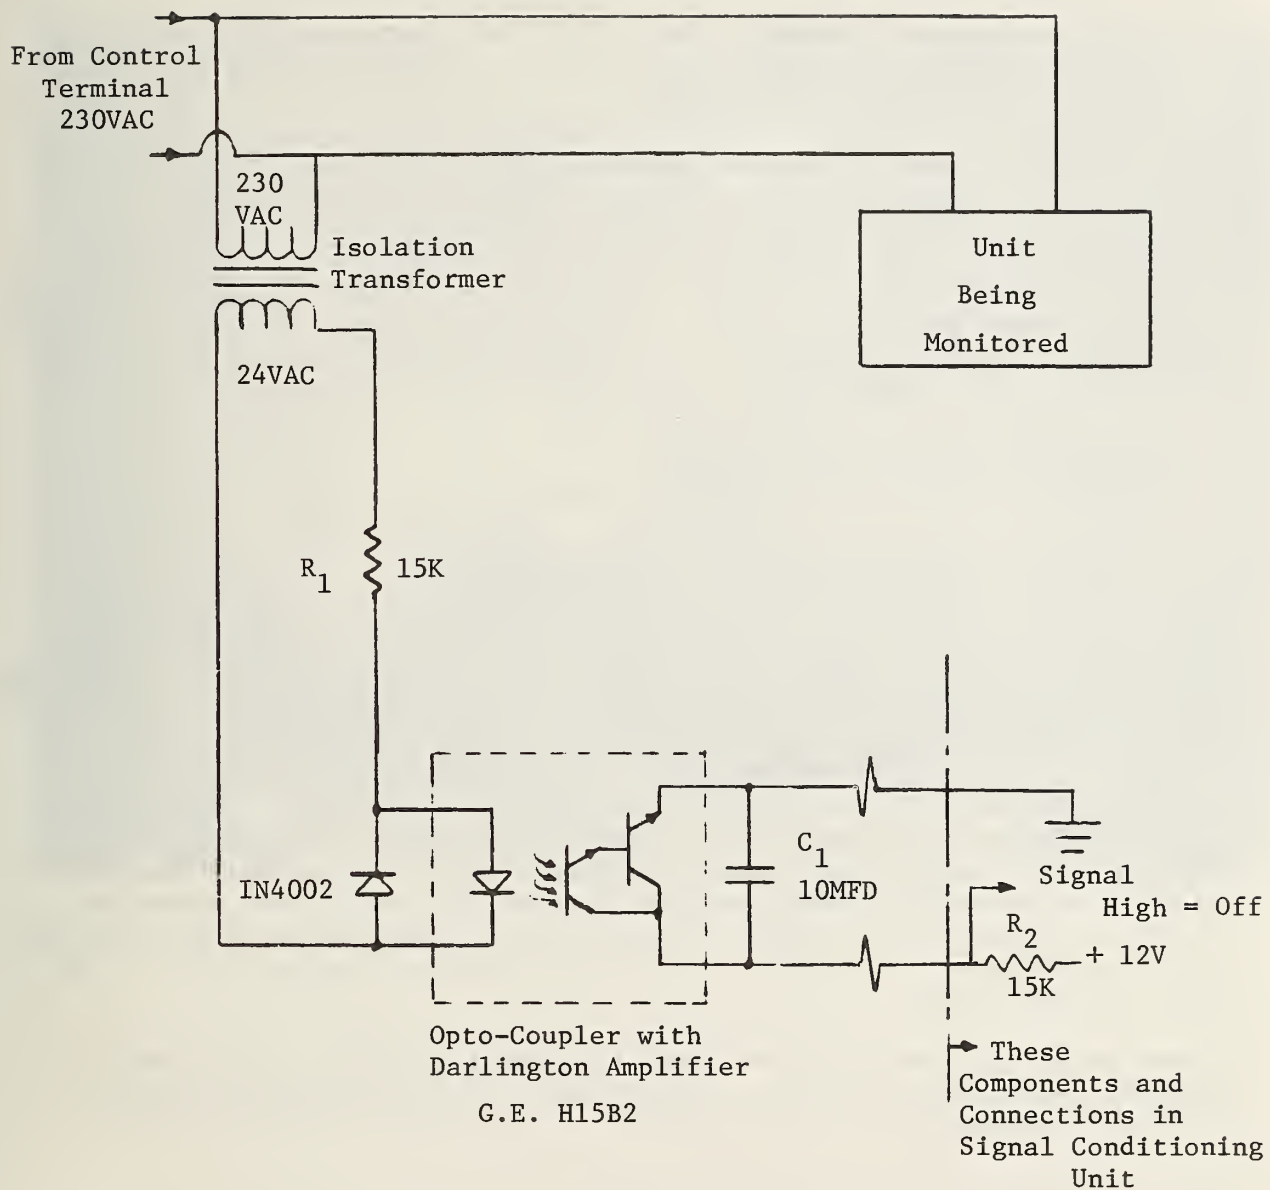 From Control
Terminal
230VAC
230
VAC
Isolation
Transformer
24VAC
Unit
Being
Monitored
R1
15K
IN4002
C1
10MFD
Signal
High = Off
R2
+ 12V
15K
Opto-Coupler with
Darlington Amplifier
G.E. H15B2
These
Components and
Connections in
Signal Conditioning
Unit